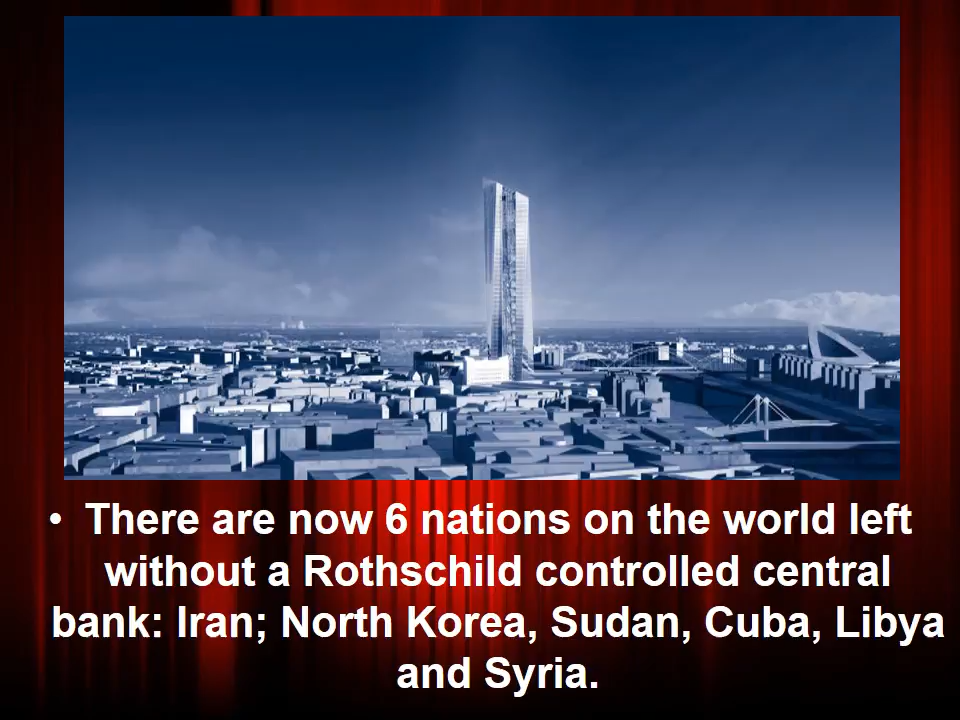 • There are now 6 nations on the world left
without a Rothschild controlled central
bank: Iran; North Korea, Sudan, Cuba, Libya
and Syria.